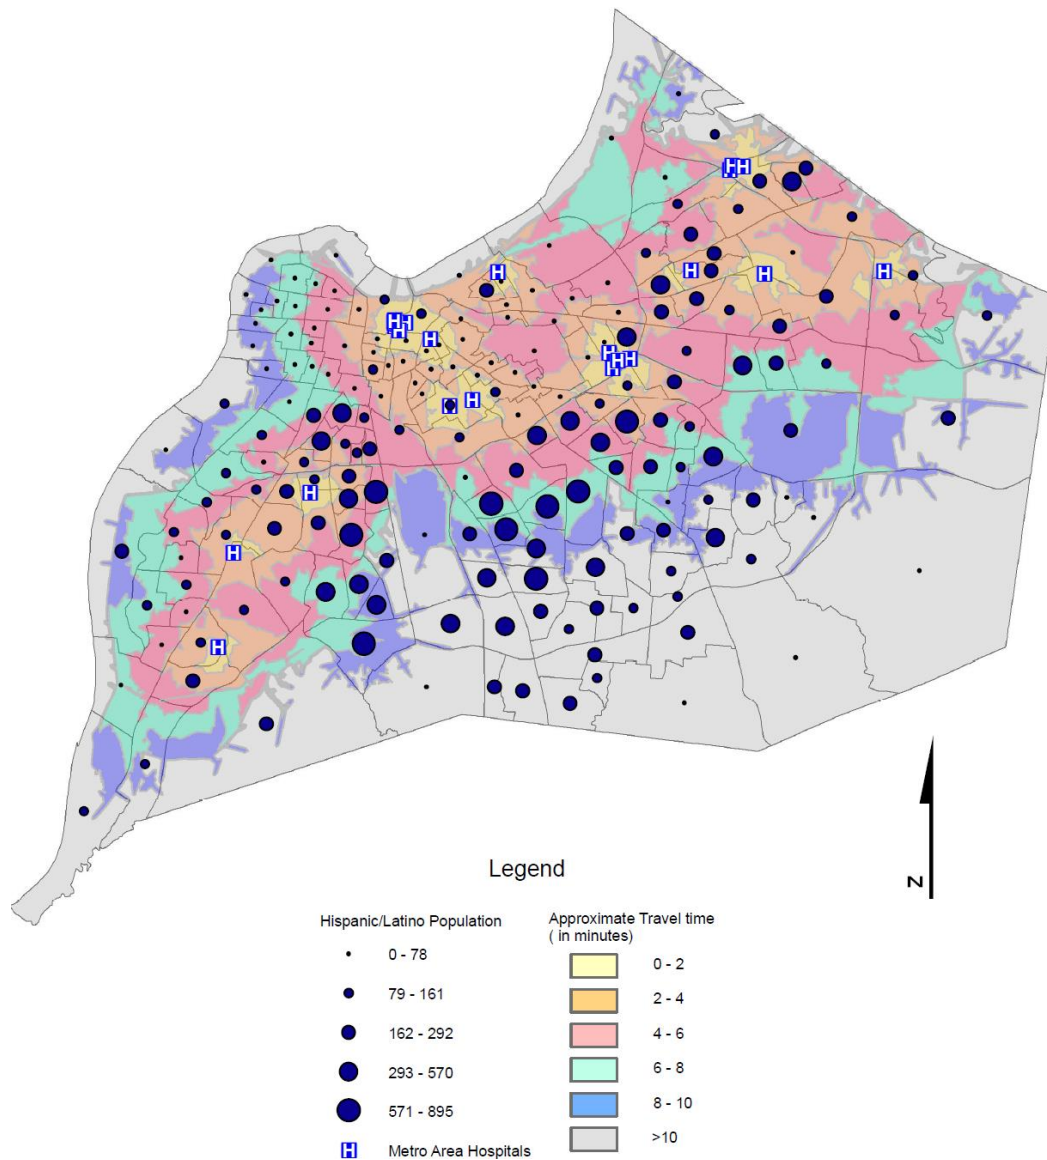 H H
H
H
H
H
H
H H
H
H
H
H
H H
H
H
H
H
H
H
N
Legend
Hispanic/Latino Population
0 - 78
79 - 161
162 - 292
293 - 570
571 - 895
H Metro Area Hospitals
Approximate Travel time
( in minutes)
0 - 2
2 - 4
4 - 6
6 - 8
8 - 10
>10